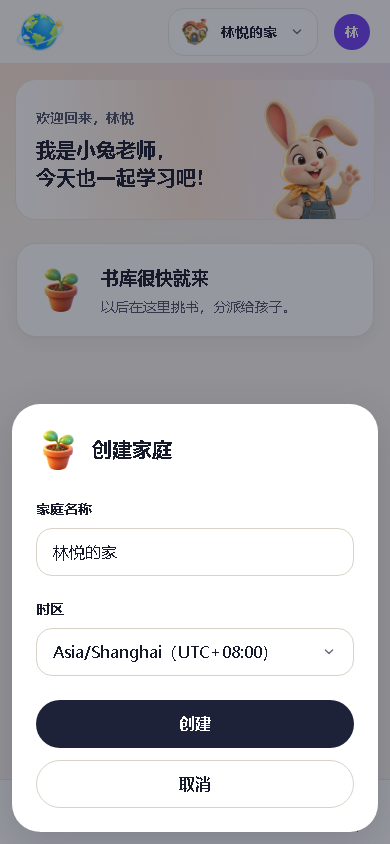 林悦的家
林
欢迎回来，林悦
我是小兔老师，
今天也一起学习吧！
书库很快就来
以后在这里挑书，分派给孩子。
创建家庭
家庭名称
林悦的家
时区
Asia/Shanghai（UTC+08:00）
创建
取消